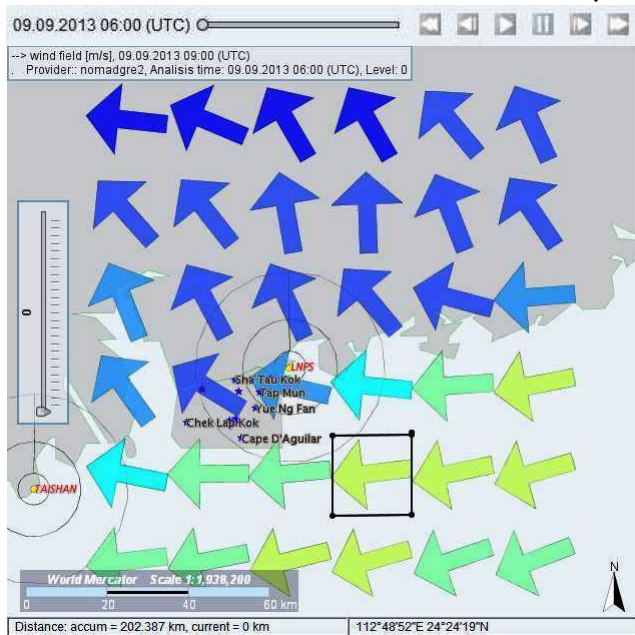 09.09.2013 06:00 (UTC)
--> wind field [m/s], 09.09.2013 09:00 (UTC)
. Provider:: nomadgre2, Analisis time: 09.09.2013 06:00 (UTC), Level: 0
0
LNPS
Sha Tau Kok
Tap Mun
Yue Ng Fan
Chek Lap Kok
Cape D'Aguilar
TAISHAN
World Mercator Scale 1:1,938,200
0 20 40 60 km
N
Distance: accum = 202.387 km, current = 0 km 112°48'52"E 24°24'19"N